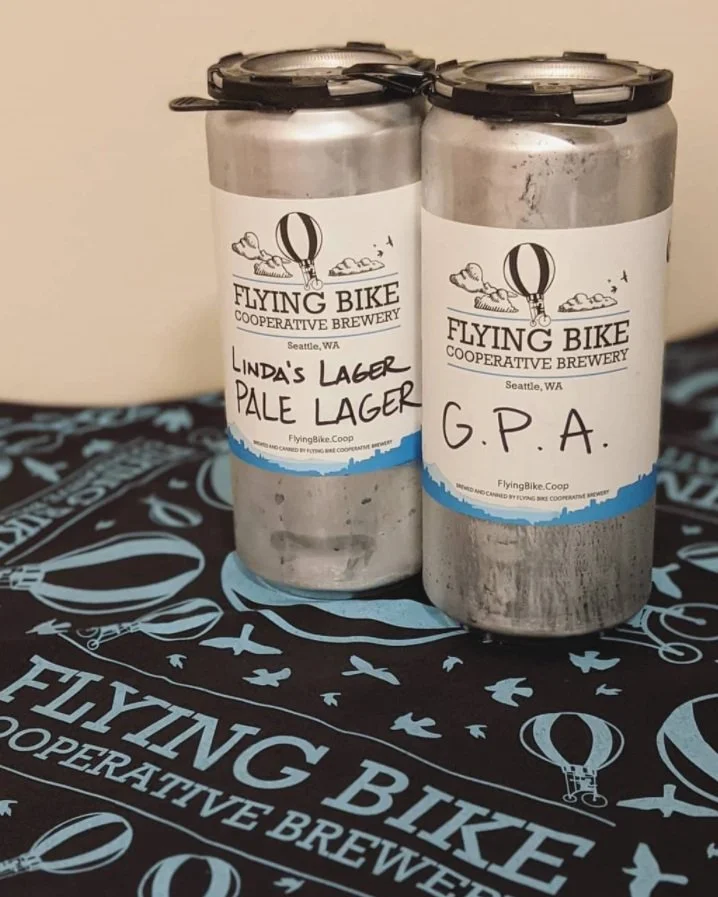 FLYING BIKE
COOPERATIVE BREWERY
Seattle, WA
LINDA'S LAGER
PALE LAGER
FlyingBike.Coop
BREWED AND CANNED BY FLYING BIKE COOPERATIVE BREWERY
FLYING BIKE
COOPERATIVE BREWERY
Seattle, WA
G.P.A.
FlyingBike.Coop
BREWED AND CANNED BY FLYING BIKE COOPERATIVE BREWERY
FLYING BIKE
OOPERATIVE BREWER